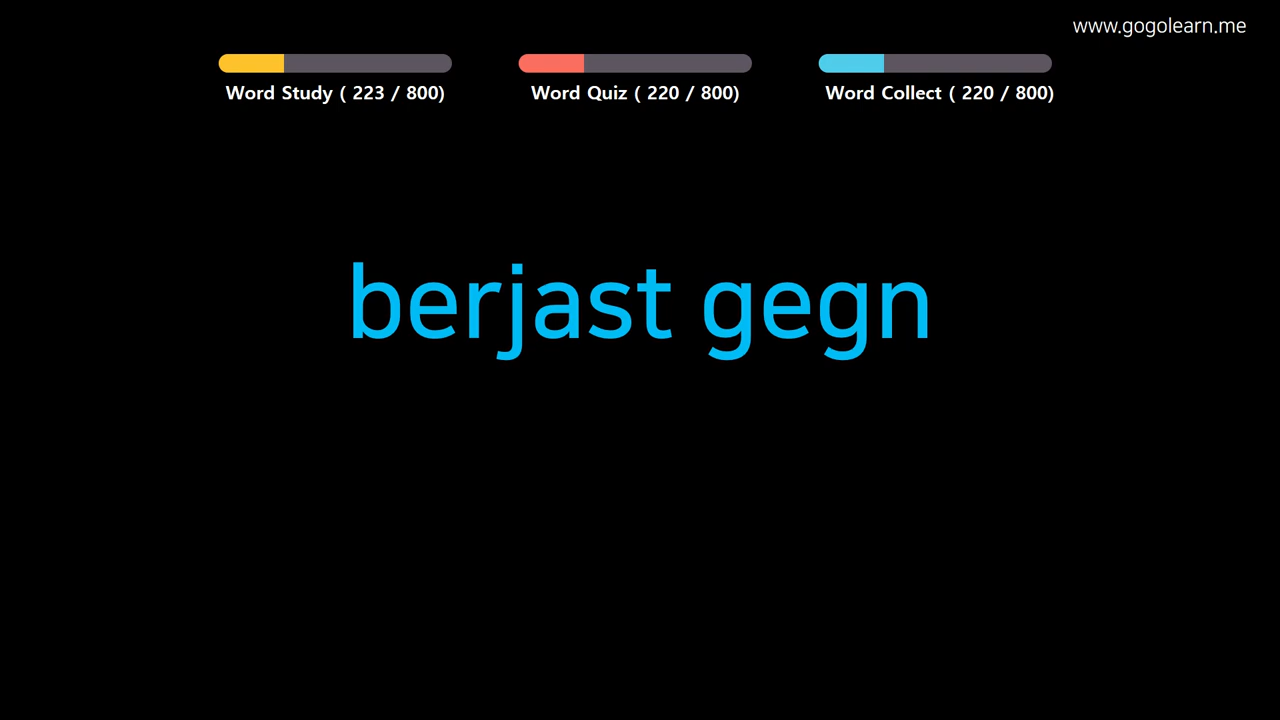 www.gogolearn.me
Word Study ( 223 / 800)
Word Quiz ( 220 / 800)
Word Collect ( 220 / 800)
berjast gegn